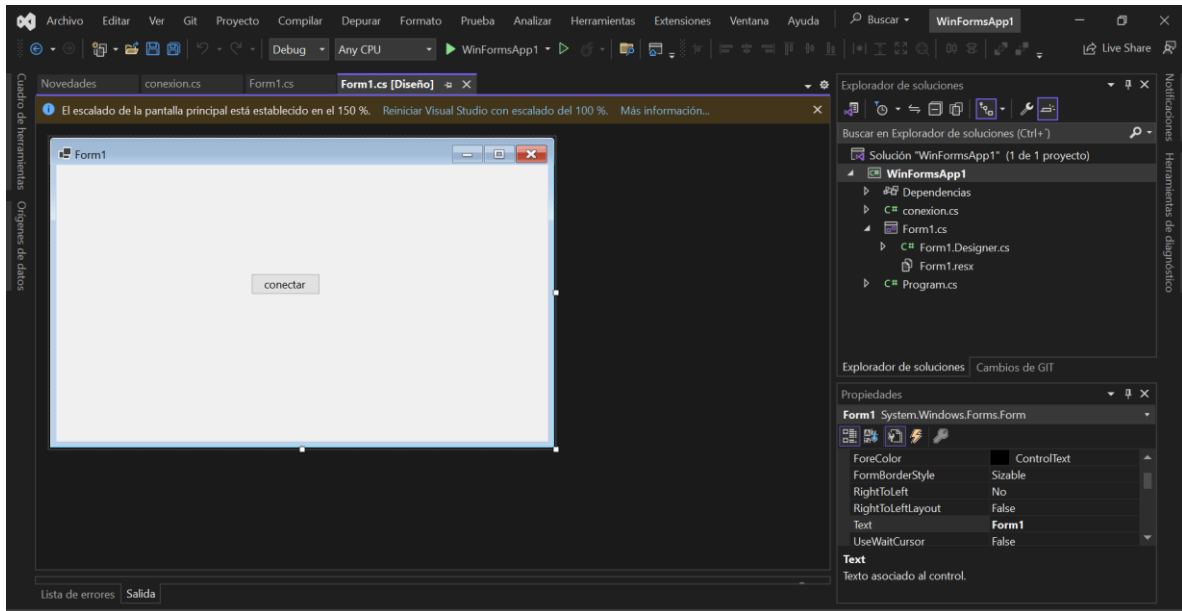 Archivo Editar Ver Git Proyecto Compilar Depurar Formato Prueba Analizar Herramientas Extensiones Ventana Ayuda Buscar WinFormsApp1
Debug Any CPU WinFormsApp1 Live Share
Cuadro de herramientas
Orígenes de datos
Novedades conexion.cs Form1.cs Form1.cs [Diseño]
El escalado de la pantalla principal está establecido en el 150 %. Reiniciar Visual Studio con escalado del 100 %. Más información...
Form1
conectar
Lista de errores Salida
Explorador de soluciones
Buscar en Explorador de soluciones (Ctrl+´)
Solución "WinFormsApp1" (1 de 1 proyecto)
WinFormsApp1
Dependencias
C# conexion.cs
Form1.cs
C# Form1.Designer.cs
Form1.resx
C# Program.cs
Explorador de soluciones Cambios de GIT
Propiedades
Form1 System.Windows.Forms.Form
ForeColor ControlText
FormBorderStyle Sizable
RightToLeft No
RightToLeftLayout False
Text Form1
UseWaitCursor False
Text
Texto asociado al control.
Notificaciones
Herramientas de diagnóstico